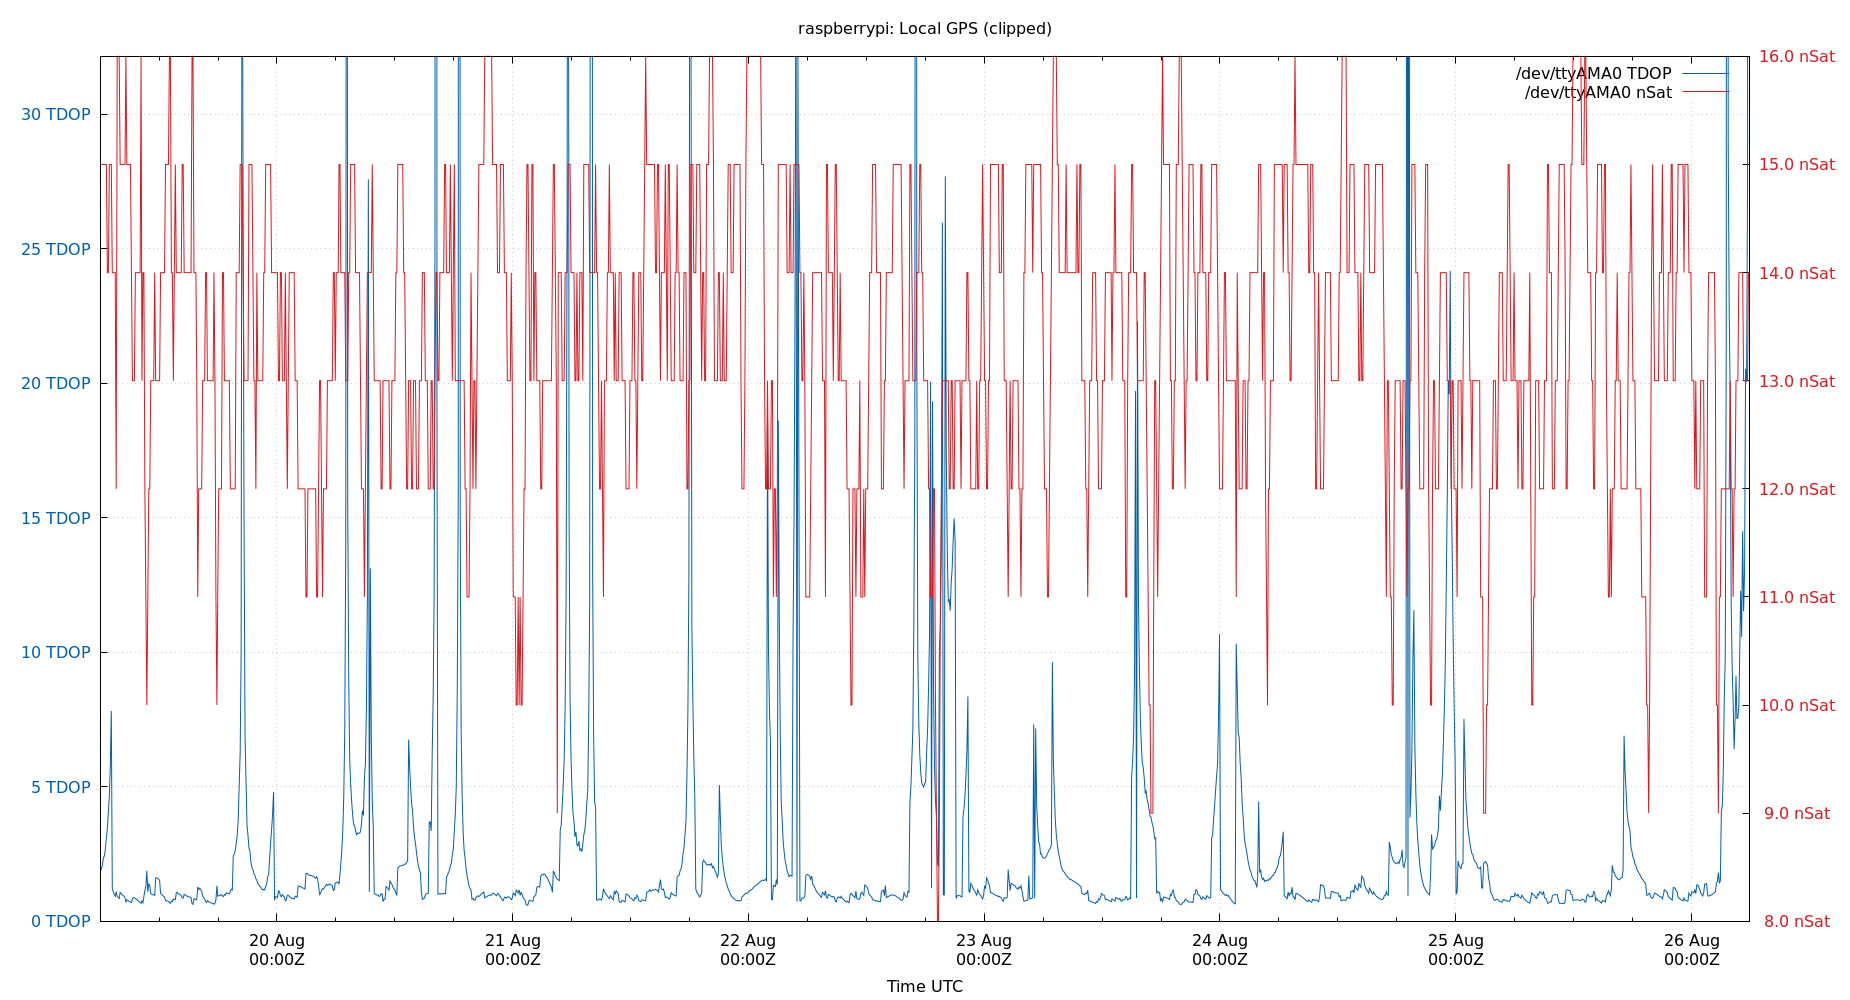 raspberrypi: Local GPS (clipped)
/dev/ttyAMA0 TDOP
/dev/ttyAMA0 nSat
30 TDOP
25 TDOP
20 TDOP
15 TDOP
10 TDOP
5 TDOP
0 TDOP
16.0 nSat
15.0 nSat
14.0 nSat
13.0 nSat
12.0 nSat
11.0 nSat
10.0 nSat
9.0 nSat
8.0 nSat
20 Aug 21 Aug 22 Aug 23 Aug 24 Aug 25 Aug 26 Aug
00:00Z 00:00Z 00:00Z 00:00Z 00:00Z 00:00Z 00:00Z
Time UTC